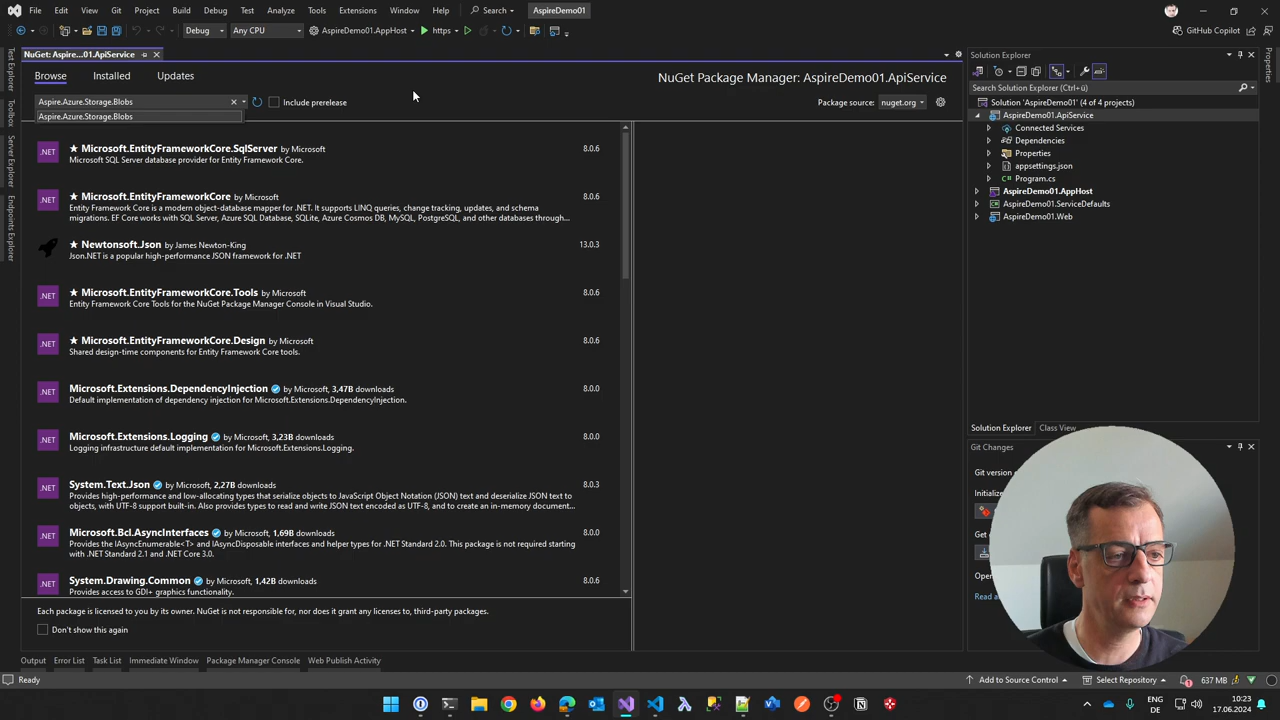 File Edit View Git Project Build Debug Test Analyze Tools Extensions Window Help Search AspireDemo01
Debug Any CPU AspireDemo01.AppHost https GitHub Copilot
NuGet: Aspire...01.ApiService
Solution Explorer
Browse Installed Updates
NuGet Package Manager: AspireDemo01.ApiService
Search Solution Explorer (Ctrl+ü)
Aspire.Azure.Storage.Blobs
Include prerelease
Package source: nuget.org
Aspire.Azure.Storage.Blobs
Solution 'AspireDemo01' (4 of 4 projects)
AspireDemo01.ApiService
Connected Services
Dependencies
Properties
appsettings.json
Program.cs
AspireDemo01.AppHost
AspireDemo01.ServiceDefaults
AspireDemo01.Web
Test Explorer
Toolbox
Server Explorer
Endpoints Explorer
Properties
.NET
Microsoft.EntityFrameworkCore.SqlServer by Microsoft 8.0.6
Microsoft SQL Server database provider for Entity Framework Core.
.NET
Microsoft.EntityFrameworkCore by Microsoft 8.0.6
Entity Framework Core is a modern object-database mapper for .NET. It supports LINQ queries, change tracking, updates, and schema
migrations. EF Core works with SQL Server, Azure SQL Database, SQLite, Azure Cosmos DB, MySQL, PostgreSQL, and other databases through...
Newtonsoft.Json by James Newton-King 13.0.3
Json.NET is a popular high-performance JSON framework for .NET
.NET
Microsoft.EntityFrameworkCore.Tools by Microsoft 8.0.6
Entity Framework Core Tools for the NuGet Package Manager Console in Visual Studio.
.NET
Microsoft.EntityFrameworkCore.Design by Microsoft 8.0.6
Shared design-time components for Entity Framework Core tools.
.NET
Microsoft.Extensions.DependencyInjection by Microsoft, 3,47B downloads 8.0.0
Default implementation of dependency injection for Microsoft.Extensions.DependencyInjection.
.NET
Microsoft.Extensions.Logging by Microsoft, 3,23B downloads 8.0.0
Logging infrastructure default implementation for Microsoft.Extensions.Logging.
.NET
System.Text.Json by Microsoft, 2,27B downloads 8.0.3
Provides high-performance and low-allocating types that serialize objects to JavaScript Object Notation (JSON) text and deserialize JSON text to
objects, with UTF-8 support built-in. Also provides types to read and write JSON text encoded as UTF-8, and to create an in-memory document...
.NET
Microsoft.Bcl.AsyncInterfaces by Microsoft, 1,69B downloads 8.0.0
Provides the IAsyncEnumerable<T> and IAsyncDisposable interfaces and helper types for .NET Standard 2.0. This package is not required starting
with .NET Standard 2.1 and .NET Core 3.0.
.NET
System.Drawing.Common by Microsoft, 1,42B downloads 8.0.6
Provides access to GDI+ graphics functionality.
Each package is licensed to you by its owner. NuGet is not responsible for, nor does it grant any licenses to, third-party packages.
Don't show this again
Solution Explorer Class View
Git Changes
Git version
Initialize
Get
Open
Output Error List Task List Immediate Window Package Manager Console Web Publish Activity
Ready
Add to Source Control Select Repository 637 MB
EN
DE
10:23
17.06.2024